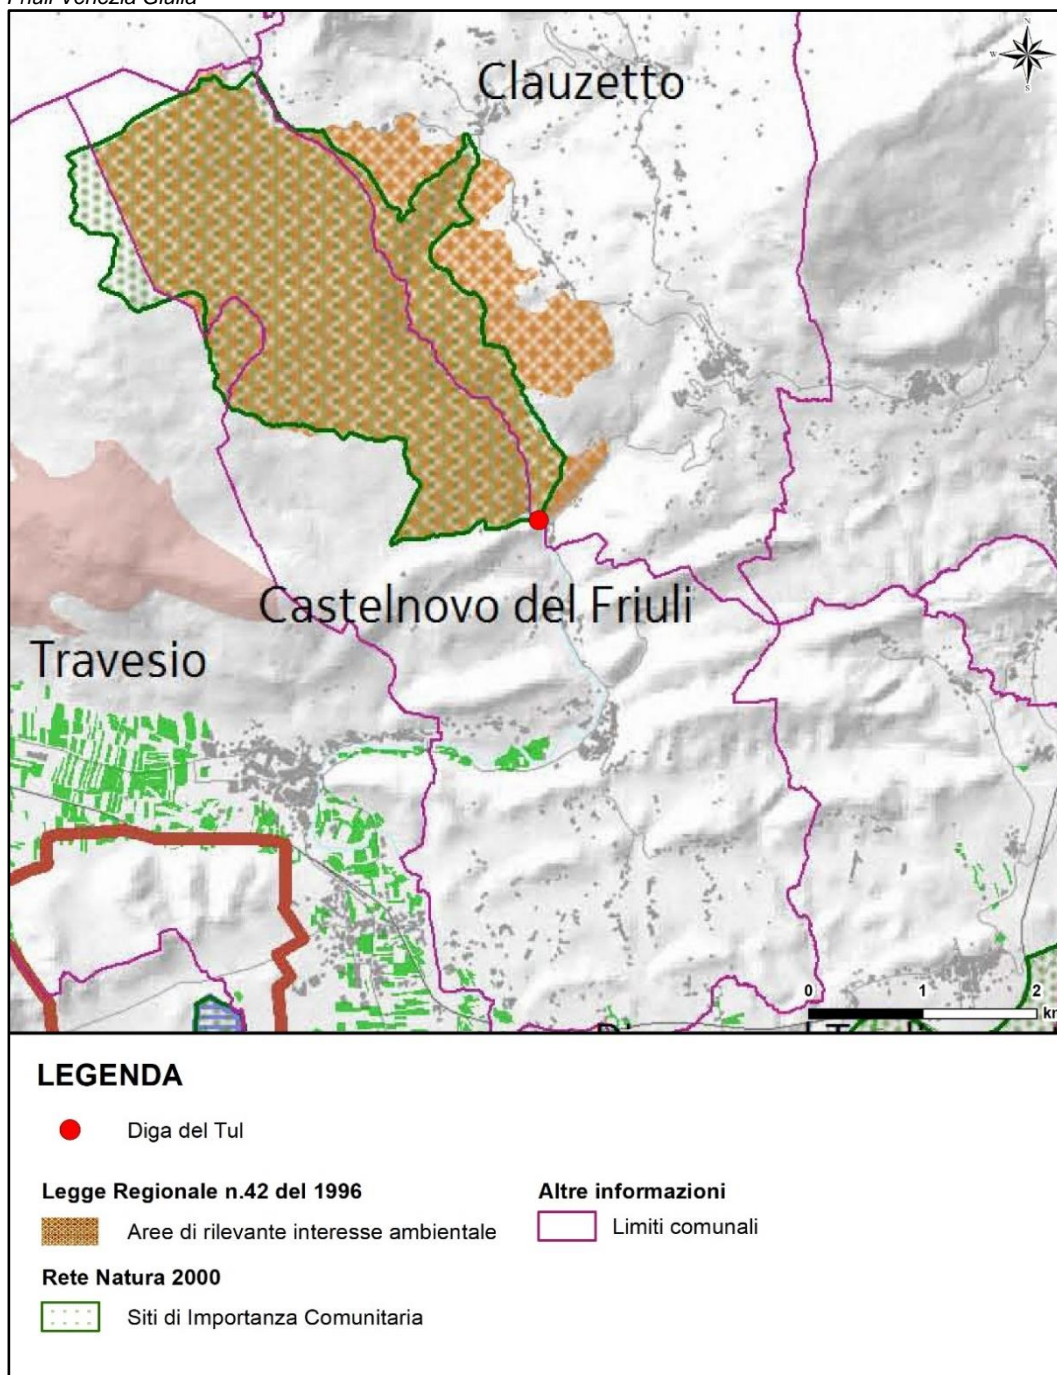 Friuli Venezia Giulia
N
W
S
Clauzetto
Castelnovo del Friuli
Travesio
0 1 2
km
LEGENDA
Diga del Tul
Legge Regionale n.42 del 1996
Aree di rilevante interesse ambientale
Altre informazioni
Limiti comunali
Rete Natura 2000
Siti di Importanza Comunitaria